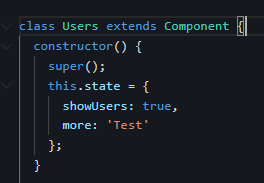 class Users extends Component {
constructor() {
super();
this.state = {
showUsers: true,
more: 'Test'
};
}